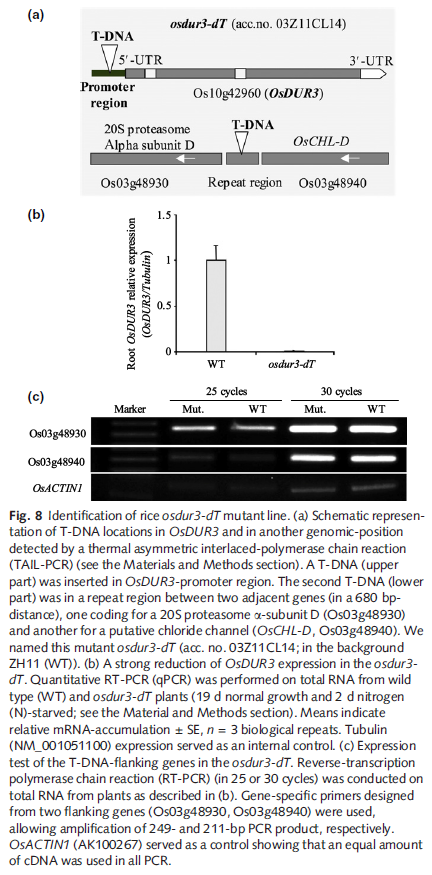 (a)
osdur3-dT (acc.no. 03Z11CL14)
T-DNA
5'-UTR
3'-UTR
Promoter
region
Os10g42960 (OsDUR3)
20S proteasome
Alpha subunit D
T-DNA
OsCHL-D
Os03g48930
Repeat region
Os03g48940
(b)
Root OsDUR3 relative expression
(OsDUR3/Tubulin)
1.5
1
0.5
0
WT
osdur3-dT
(c)
25 cycles
30 cycles
Marker
Mut.
WT
Mut.
WT
Os03g48930
Os03g48940
OsACTIN1
Fig. 8 Identification of rice osdur3-dT mutant line. (a) Schematic represen-
tation of T-DNA locations in OsDUR3 and in another genomic-position
detected by a thermal asymmetric interlaced-polymerase chain reaction
(TAIL-PCR) (see the Materials and Methods section). A T-DNA (upper
part) was inserted in OsDUR3-promoter region. The second T-DNA (lower
part) was in a repeat region between two adjacent genes (in a 680 bp-
distance), one coding for a 20S proteasome α-subunit D (Os03g48930)
and another for a putative chloride channel (OsCHL-D, Os03g48940). We
named this mutant osdur3-dT (acc. no. 03Z11CL14; in the background
ZH11 (WT)). (b) A strong reduction of OsDUR3 expression in the osdur3-
dT. Quantitative RT-PCR (qPCR) was performed on total RNA from wild
type (WT) and osdur3-dT plants (19 d normal growth and 2 d nitrogen
(N)-starved; see the Material and Methods section). Means indicate
relative mRNA-accumulation ± SE, n = 3 biological repeats. Tubulin
(NM_001051100) expression served as an internal control. (c) Expression
test of the T-DNA-flanking genes in the osdur3-dT. Reverse-transcription
polymerase chain reaction (RT-PCR) (in 25 or 30 cycles) was conducted on
total RNA from plants as described in (b). Gene-specific primers designed
from two flanking genes (Os03g48930, Os03g48940) were used,
allowing amplification of 249- and 211-bp PCR product, respectively.
OsACTIN1 (AK100267) served as a control showing that an equal amount
of cDNA was used in all PCR.